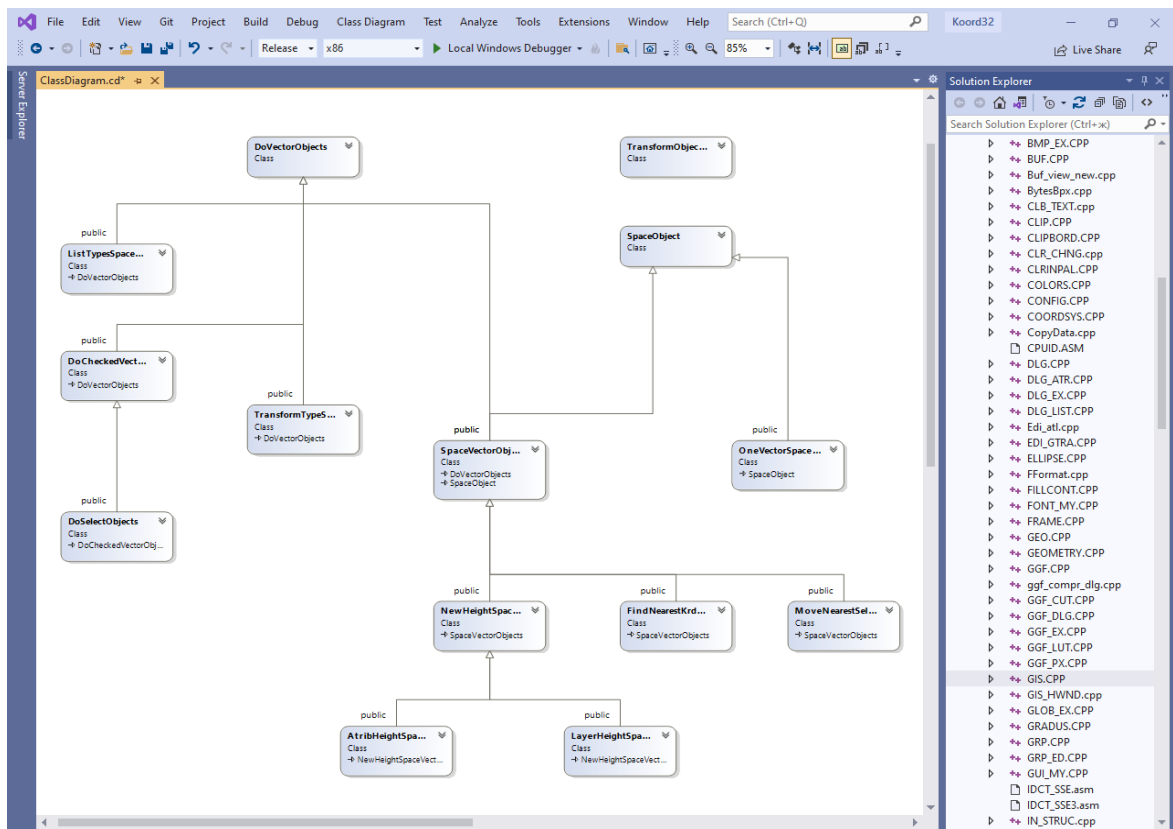 File Edit View Git Project Build Debug Class Diagram Test Analyze Tools Extensions Window Help Search (Ctrl+Q) Koord32
Release x86 Local Windows Debugger 85% Live Share
Server Explorer
ClassDiagram.cd*
DoVectorObjects
Class
TransformObjec...
Class
public
ListTypesSpace...
Class
DoVectorObjects
SpaceObject
Class
public
DoCheckedVect...
Class
DoVectorObjects
public
TransformTypeS...
Class
DoVectorObjects
public
SpaceVectorObj...
Class
DoVectorObjects
SpaceObject
public
OneVectorSpace...
Class
SpaceObject
public
DoSelectObjects
Class
DoCheckedVectorObj...
public
NewHeightSpac...
Class
SpaceVectorObjects
public
FindNearestKrd...
Class
SpaceVectorObjects
public
MoveNearestSel...
Class
SpaceVectorObjects
public
AtribHeightSpa...
Class
NewHeightSpaceVect...
public
LayerHeightSpa...
Class
NewHeightSpaceVect...
Solution Explorer
Search Solution Explorer (Ctrl+ж)
BMP_EX.CPP
BUF.CPP
Buf_view_new.cpp
BytesBpx.cpp
CLB_TEXT.cpp
CLIP.CPP
CLIPBORD.CPP
CLR_CHNG.cpp
CLRINPAL.CPP
COLORS.CPP
CONFIG.CPP
COORDSYS.CPP
CopyData.cpp
CPUID.ASM
DLG.CPP
DLG_ATR.CPP
DLG_EX.CPP
DLG_LIST.CPP
Edi_atl.cpp
EDI_GTRA.CPP
ELLIPSE.CPP
FFormat.cpp
FILLCONT.CPP
FONT_MY.CPP
FRAME.CPP
GEO.CPP
GEOMETRY.CPP
GGF.CPP
ggf_compr_dlg.cpp
GGF_CUT.CPP
GGF_DLG.CPP
GGF_EX.CPP
GGF_LUT.CPP
GGF_PX.CPP
GIS.CPP
GIS_HWND.cpp
GLOB_EX.CPP
GRADUS.CPP
GRP.CPP
GRP_ED.CPP
GUI_MY.CPP
IDCT_SSE.asm
IDCT_SSE3.asm
IN_STRUC.cpp